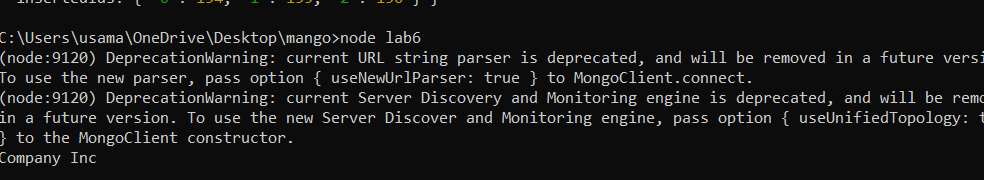 insertedIds: { '0': 154, '1': 155, '2': 156 } }
C:\Users\usama\OneDrive\Desktop\mango>node lab6
(node:9120) DeprecationWarning: current URL string parser is deprecated, and will be removed in a future versi
To use the new parser, pass option { useNewUrlParser: true } to MongoClient.connect.
(node:9120) DeprecationWarning: current Server Discovery and Monitoring engine is deprecated, and will be remo
in a future version. To use the new Server Discover and Monitoring engine, pass option { useUnifiedTopology: t
} to the MongoClient constructor.
Company Inc